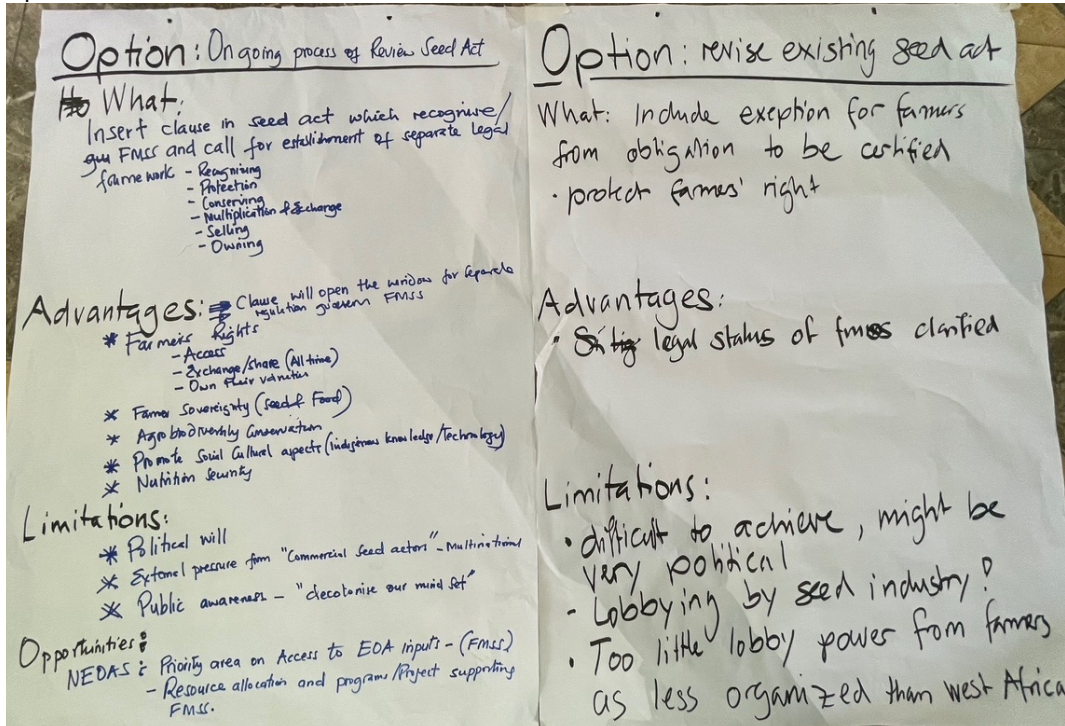 Option: Ongoing process of Review Seed Act
What:
Insert clause in seed act which recognise/
FMSS and call for establishment of separate legal
framework - Recognising
- Protection
- Conserving
- Multiplication & Exchange
- Selling
- Owning
Advantages: ⇒ Clause will open the window for separate
regulation govern FMSS
* Farmers Rights
- Access
- Exchange/share (All time)
- Own their varieties
* Farmer Sovereignty (Seed & Food)
* Agrobiodiversity Conservation
* Promote Social Cultural aspects (Indigenous knowledge/Technology)
* Nutrition Security
Limitations:
* Political will
* External pressure from "Commercial Seed actors" - Multinational
* Public awareness - "decolonise our mind set"
Opportunities:
NEOAS: Priority area on Access to EOA inputs - (FMSS)
- Resource allocation and programs/Project supporting
FMSS.
Option: revise existing seed act
What: Include exeption for farmers
from obligation to be certified
• protect farmes' right
Advantages:
• legal status of fmss clarified
Limitations:
• difficult to achieve, might be
very political
- Lobbying by seed industry?
• Too little lobby power from farmers
as less organized than west Africa